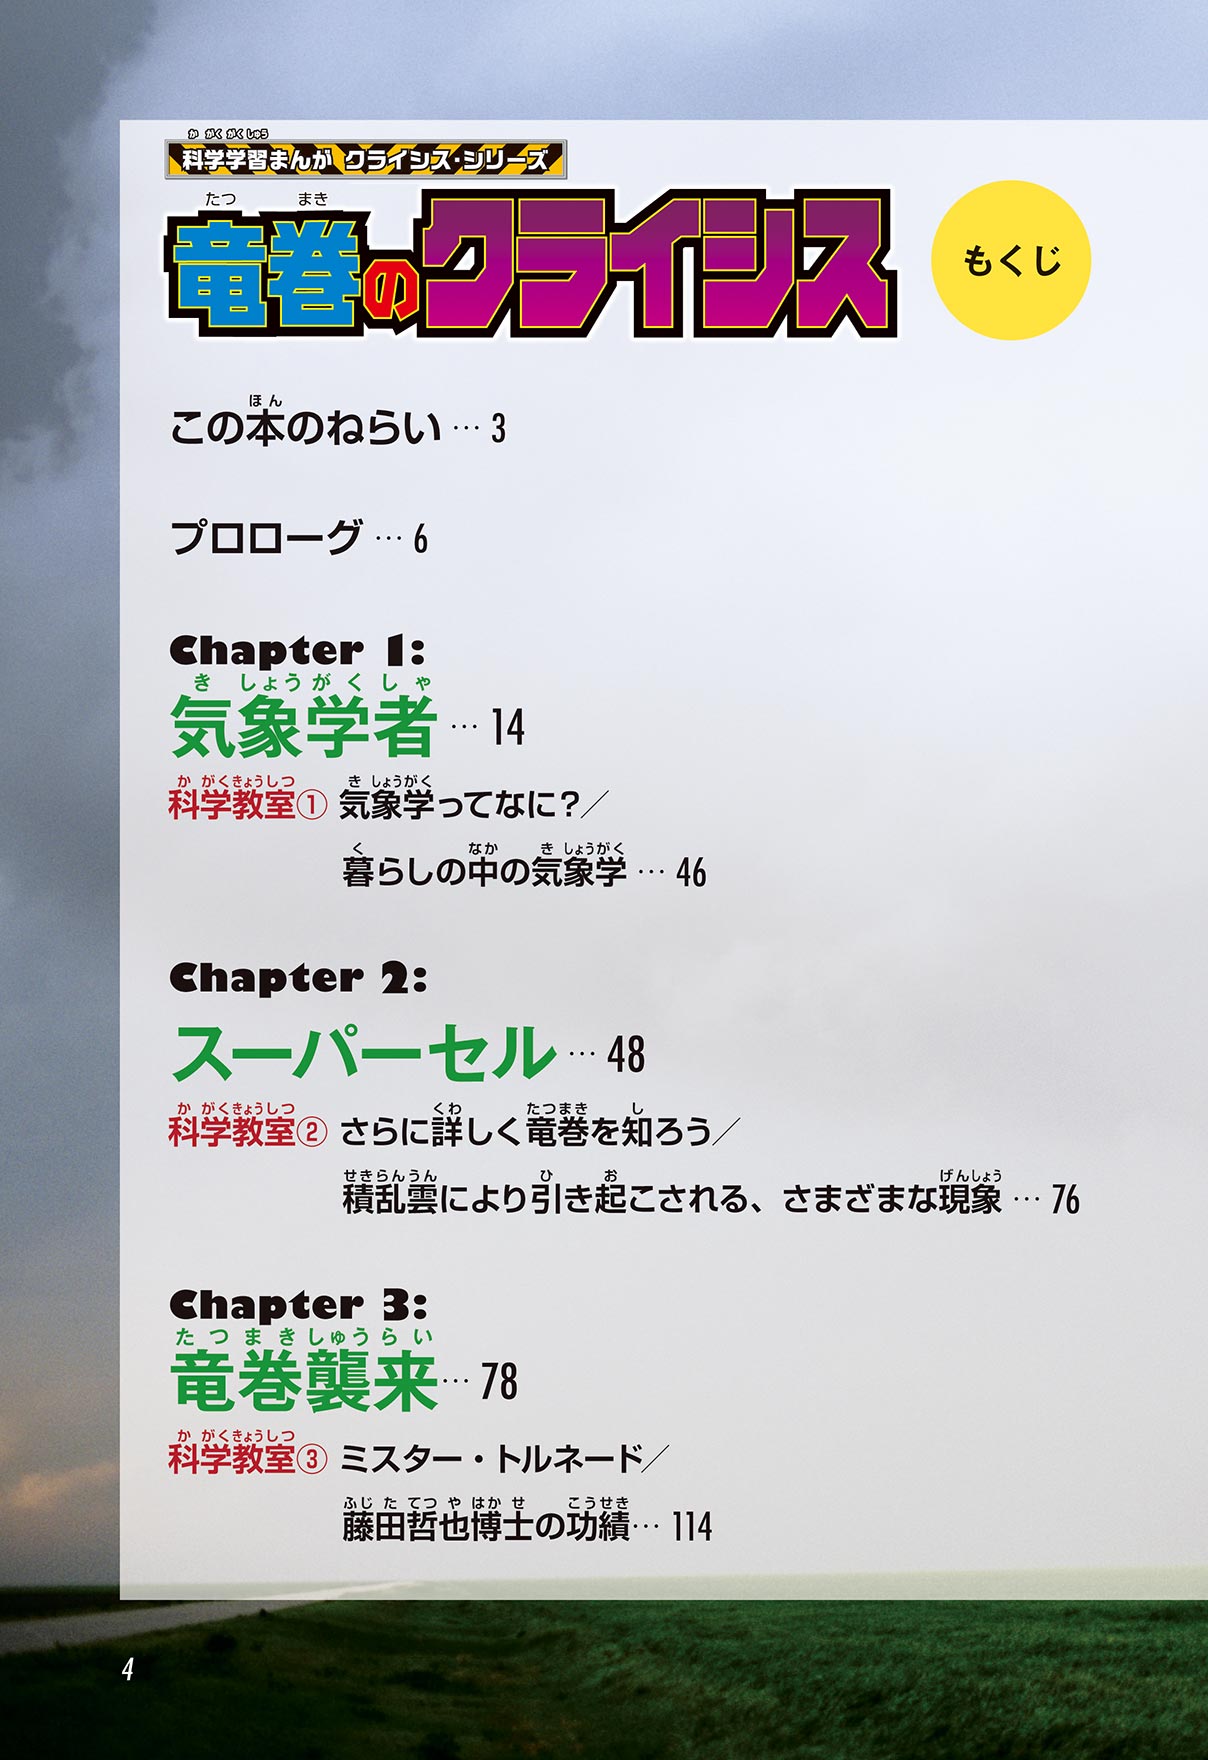 科学学習まんが クライシス・シリーズ
竜巻のクライシス
もくじ
この本のねらい … 3
プロローグ … 6
Chapter 1:
気象学者 … 14
科学教室① 気象学ってなに?／
暮らしの中の気象学 … 46
Chapter 2:
スーパーセル … 48
科学教室② さらに詳しく竜巻を知ろう／
積乱雲により引き起こされる、さまざまな現象 … 76
Chapter 3:
竜巻襲来… 78
科学教室③ ミスター・トルネード／
藤田哲也博士の功績… 114
4